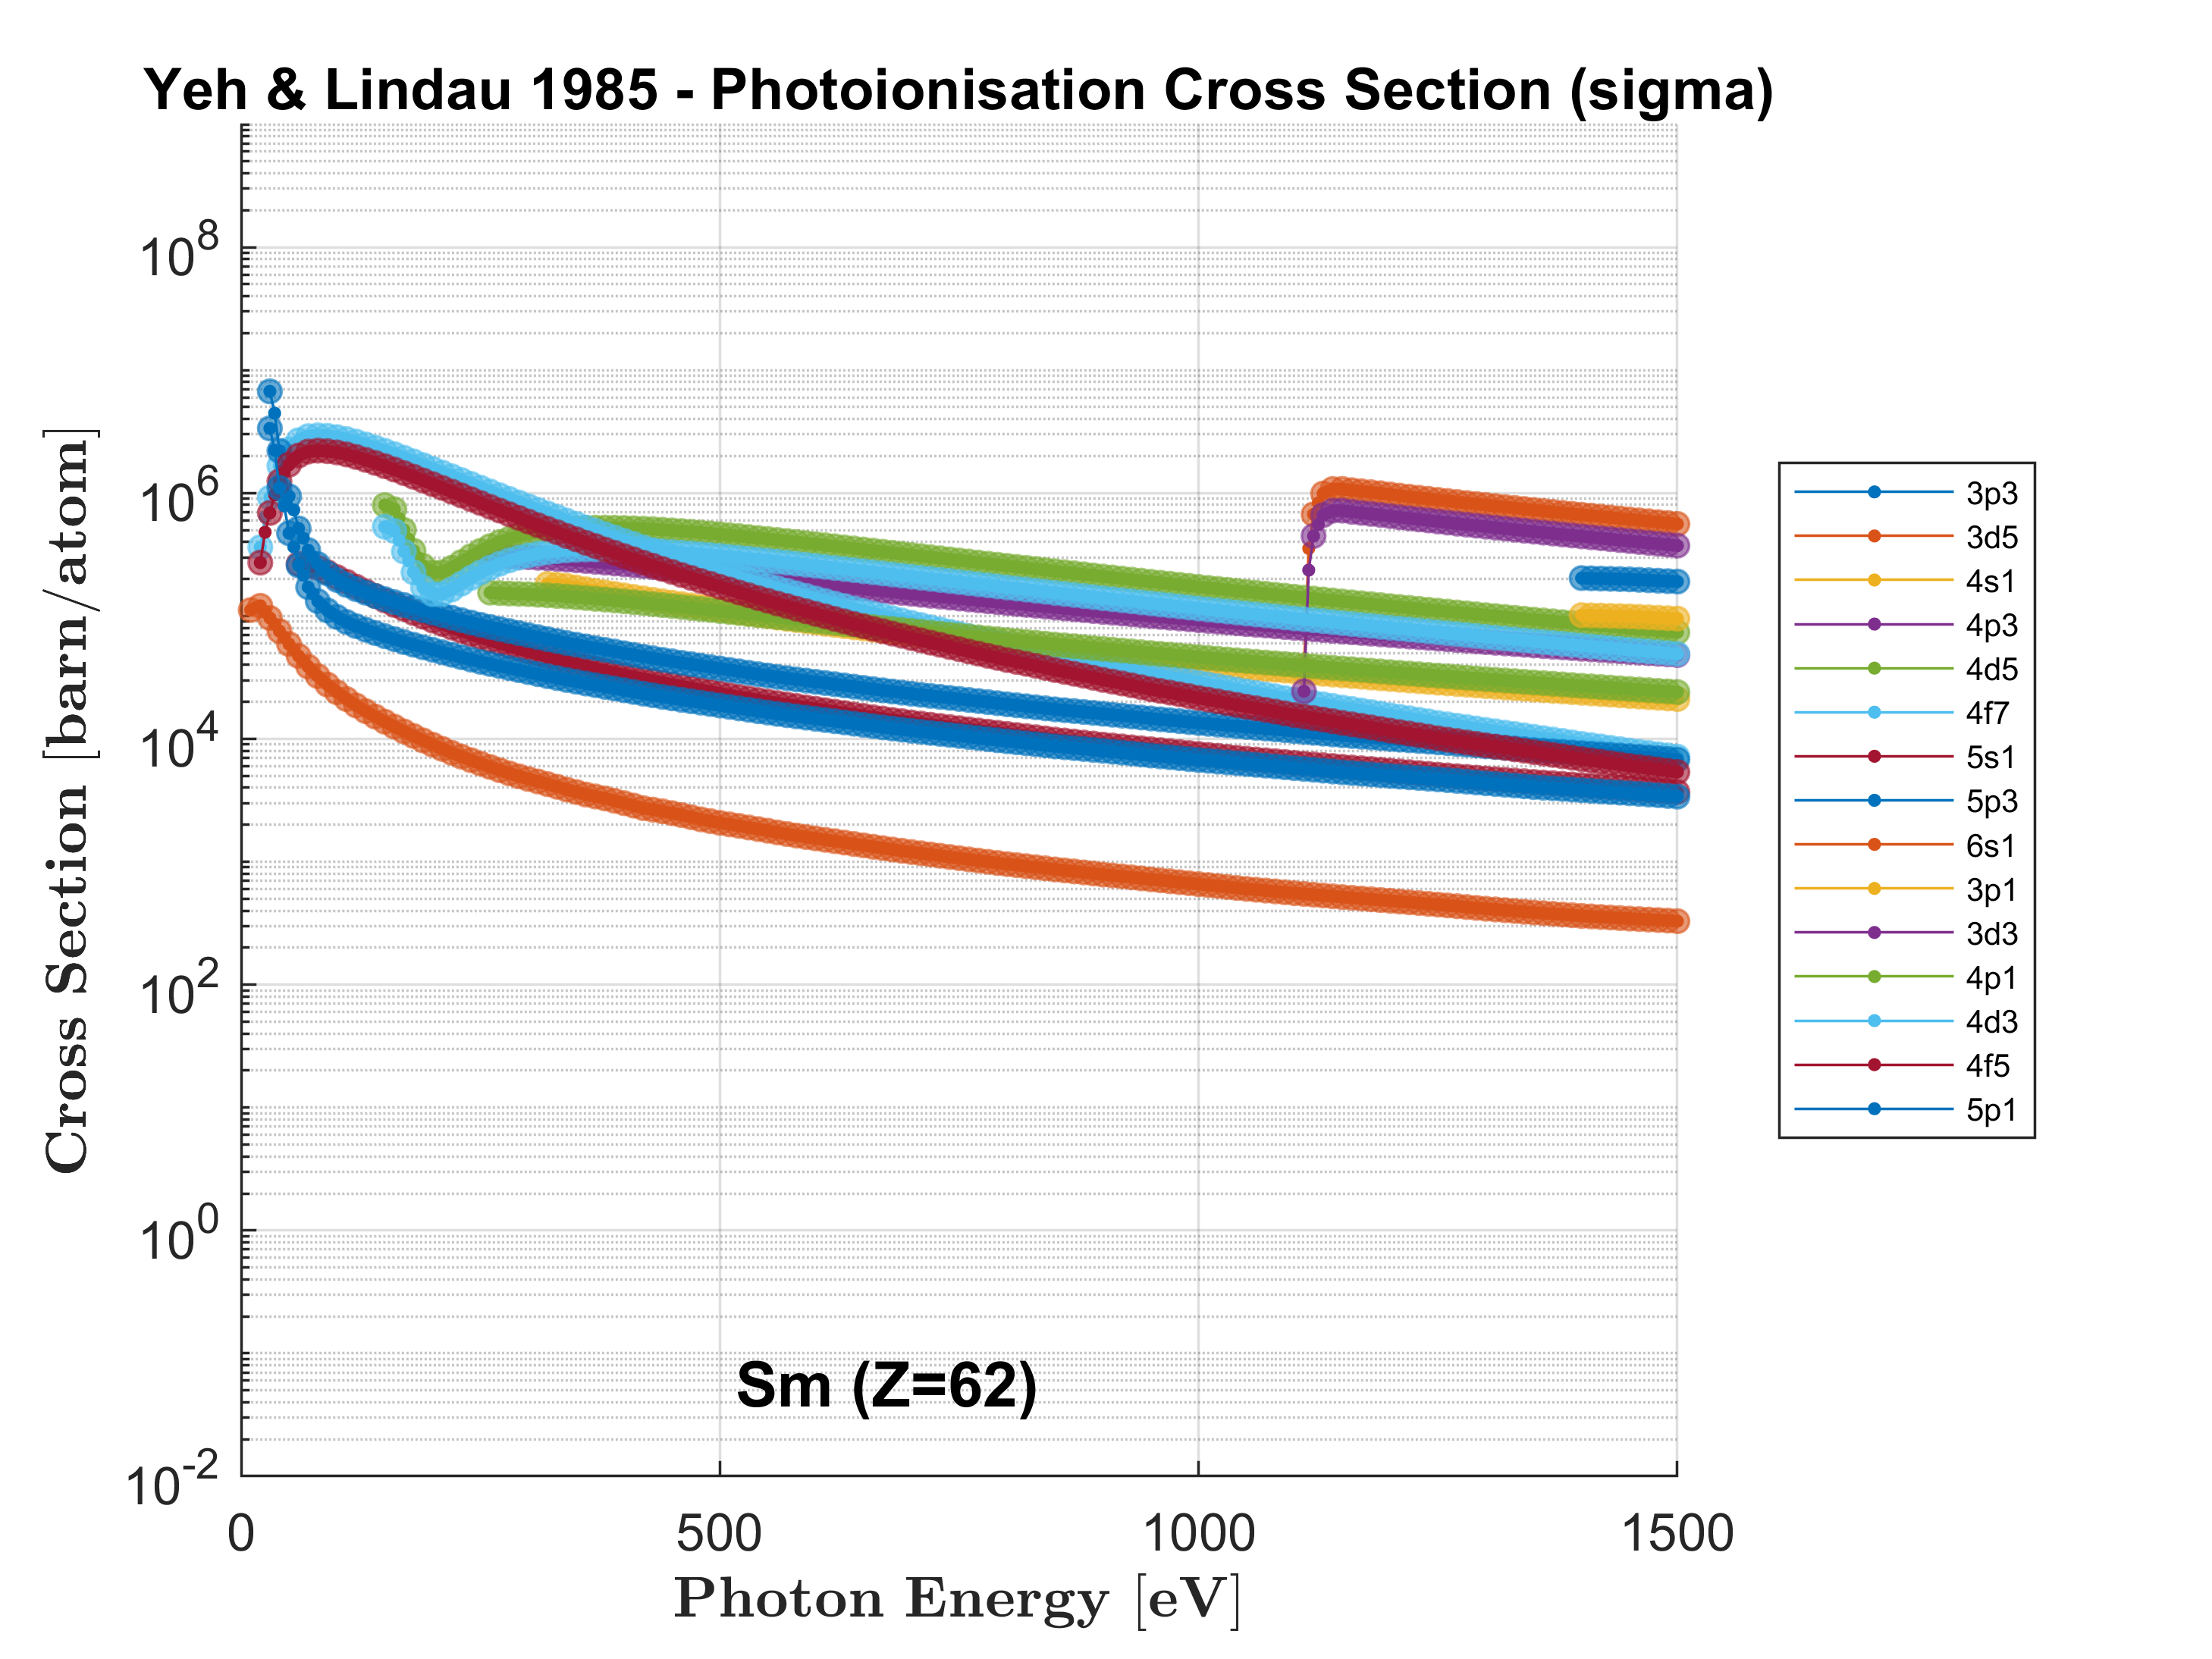 Yeh & Lindau 1985 - Photoionisation Cross Section (sigma)
10^8
10^6
10^4
10^2
10^0
10^-2
Cross Section [barn/atom]
0 500 1000 1500
Photon Energy [eV]
Sm (Z=62)
3p3
3d5
4s1
4p3
4d5
4f7
5s1
5p3
6s1
3p1
3d3
4p1
4d3
4f5
5p1